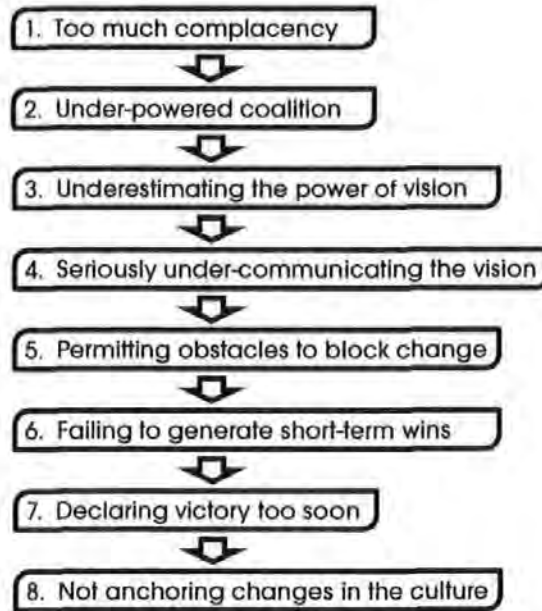 1. Too much complacency
2. Under-powered coalition
3. Underestimating the power of vision
4. Seriously under-communicating the vision
5. Permitting obstacles to block change
6. Failing to generate short-term wins
7. Declaring victory too soon
8. Not anchoring changes in the culture